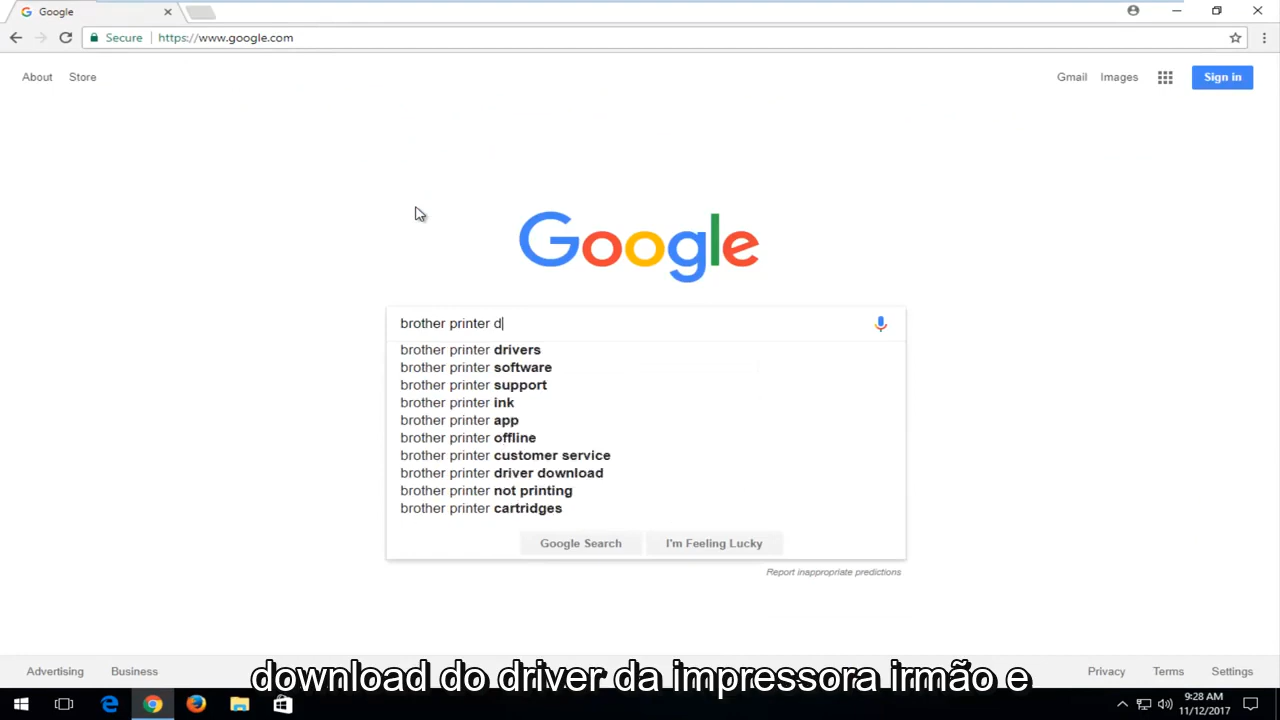 Google
Secure | https://www.google.com
About Store
Gmail Images Sign in
Google
brother printer d
brother printer drivers
brother printer software
brother printer support
brother printer ink
brother printer app
brother printer offline
brother printer customer service
brother printer driver download
brother printer not printing
brother printer cartridges
Google Search I'm Feeling Lucky
Report inappropriate predictions
Advertising Business Privacy Terms Settings
download do driver da impressora irmão e
9:28 AM
11/12/2017